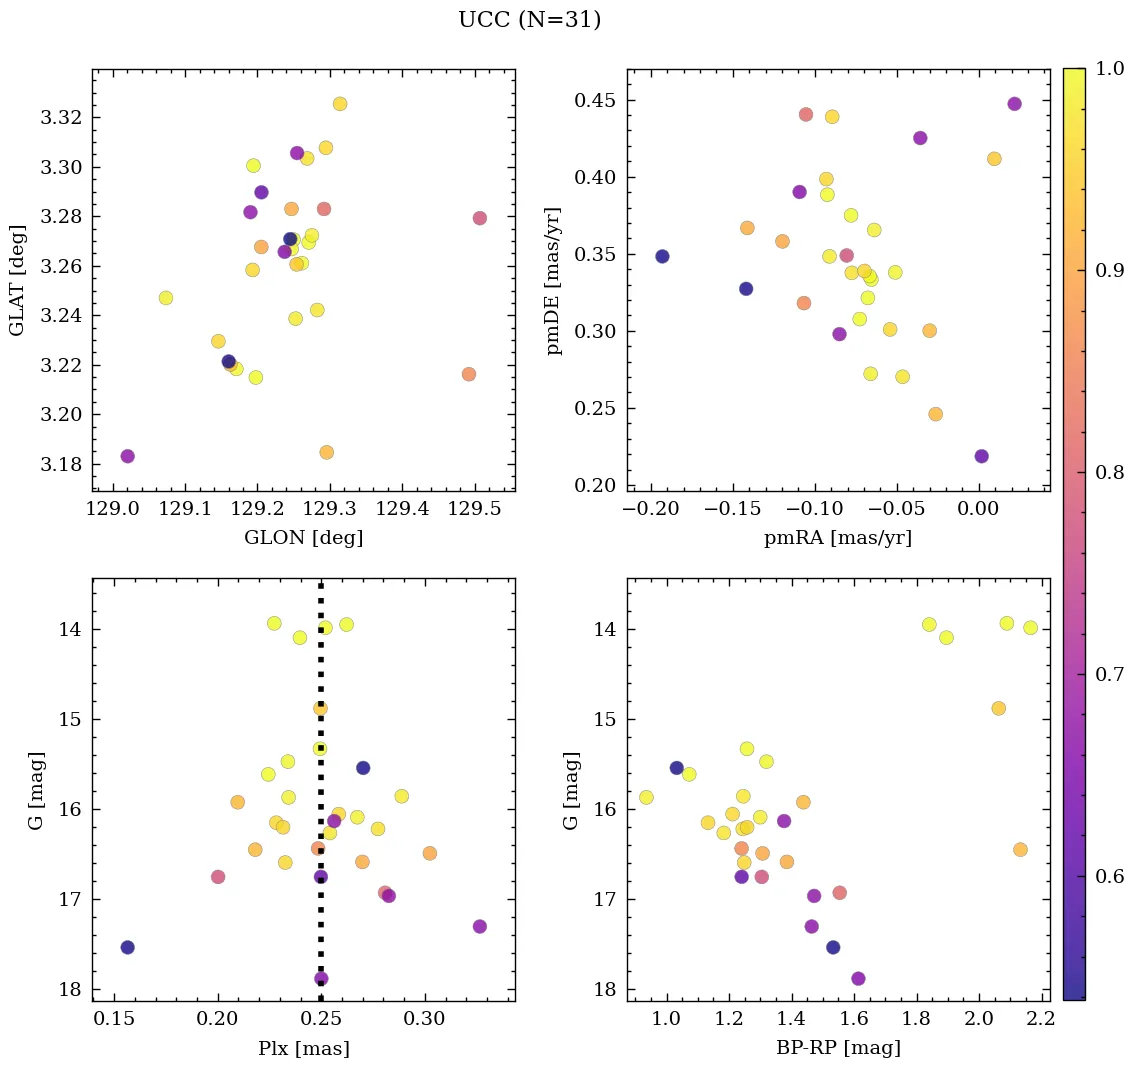 UCC (N=31)
3.32
3.30
3.28
3.26
3.24
3.22
3.20
3.18
GLAT [deg]
129.0 129.1 129.2 129.3 129.4 129.5
GLON [deg]
0.45
0.40
0.35
0.30
0.25
0.20
pmDE [mas/yr]
−0.20 −0.15 −0.10 −0.05 0.00
pmRA [mas/yr]
14
15
16
17
18
G [mag]
0.15 0.20 0.25 0.30
Plx [mas]
14
15
16
17
18
G [mag]
1.0 1.2 1.4 1.6 1.8 2.0 2.2
BP-RP [mag]
1.0
0.9
0.8
0.7
0.6